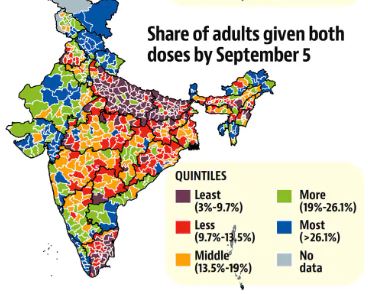 Share of adults given both
doses by September 5
QUINTILES
Least
(3%-9.7%)
Less
(9.7%-13.5%)
Middle
(13.5%-19%)
More
(19%-26.1%)
Most
(>26.1%)
No
data